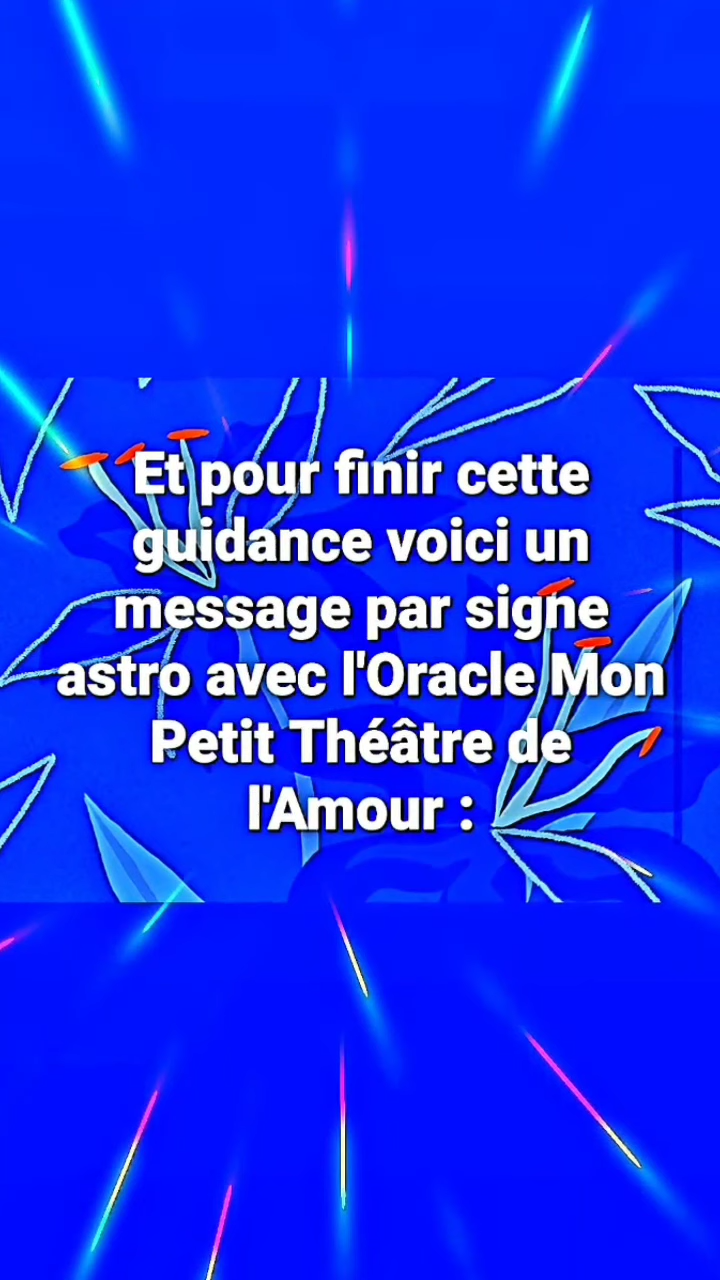 Et pour finir cette
guidance voici un
message par signe
astro avec l'Oracle Mon
Petit Théâtre de
l'Amour :